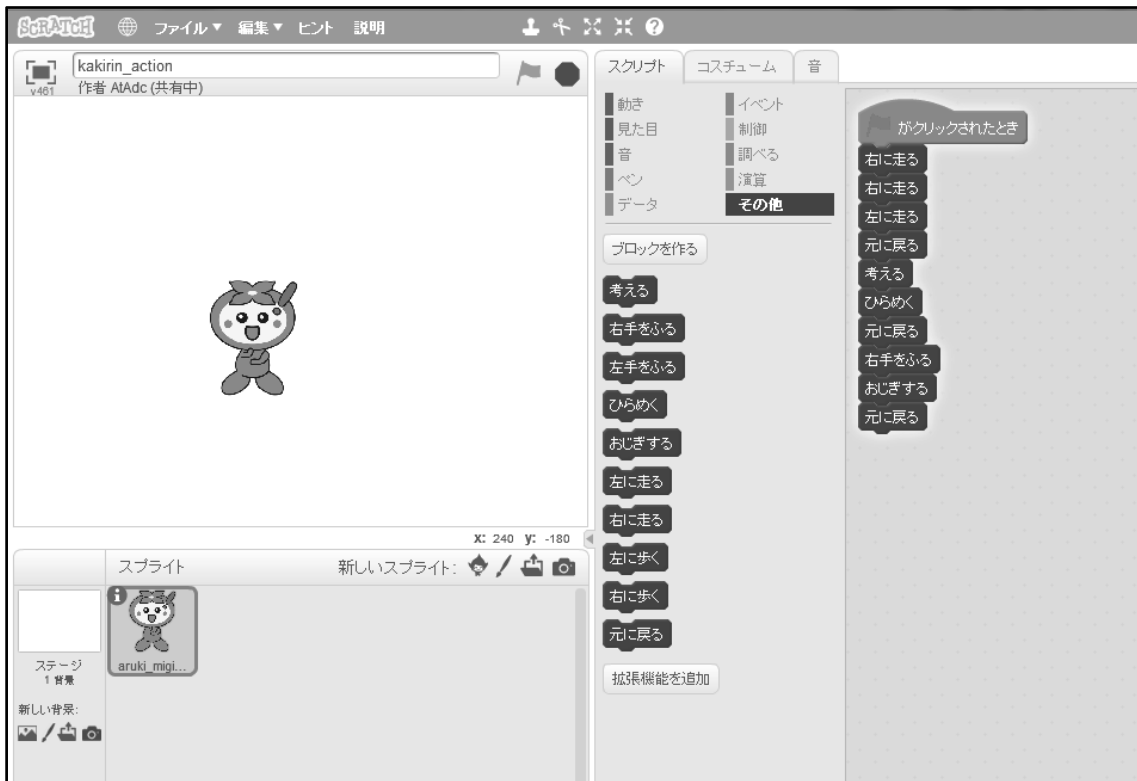 SCRATCH ファイル▼ 編集▼ ヒント 説明
kakirin_action
v461
作者 AtAdc (共有中)
x: 240 y: -180
スプライト 新しいスプライト:
ステージ
1 背景
新しい背景:
aruki_migi...
スクリプト コスチューム 音
動き イベント
見た目 制御
音 調べる
ペン 演算
データ その他
ブロックを作る
考える
右手をふる
左手をふる
ひらめく
おじぎする
左に走る
右に走る
左に歩く
右に歩く
元に戻る
拡張機能を追加
がクリックされたとき
右に走る
右に走る
左に走る
元に戻る
考える
ひらめく
元に戻る
右手をふる
おじぎする
元に戻る